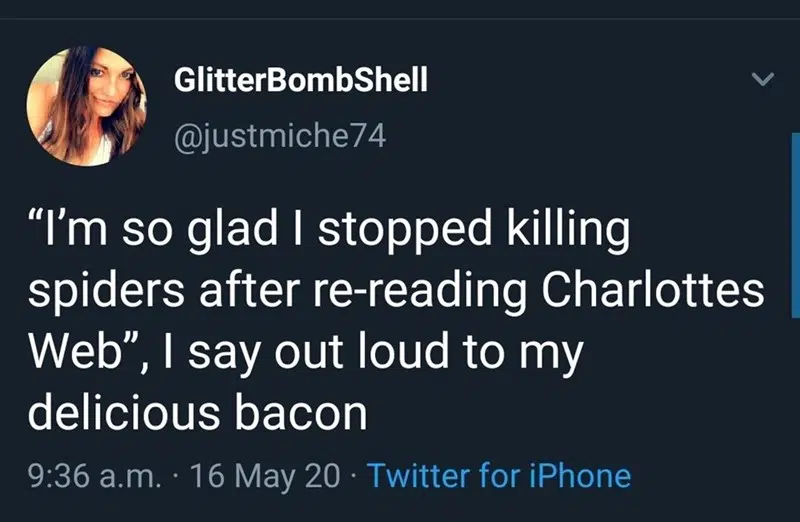 GlitterBombShell
@justmiche74
“I’m so glad I stopped killing
spiders after re-reading Charlottes
Web”, I say out loud to my
delicious bacon
9:36 a.m. · 16 May 20 · Twitter for iPhone